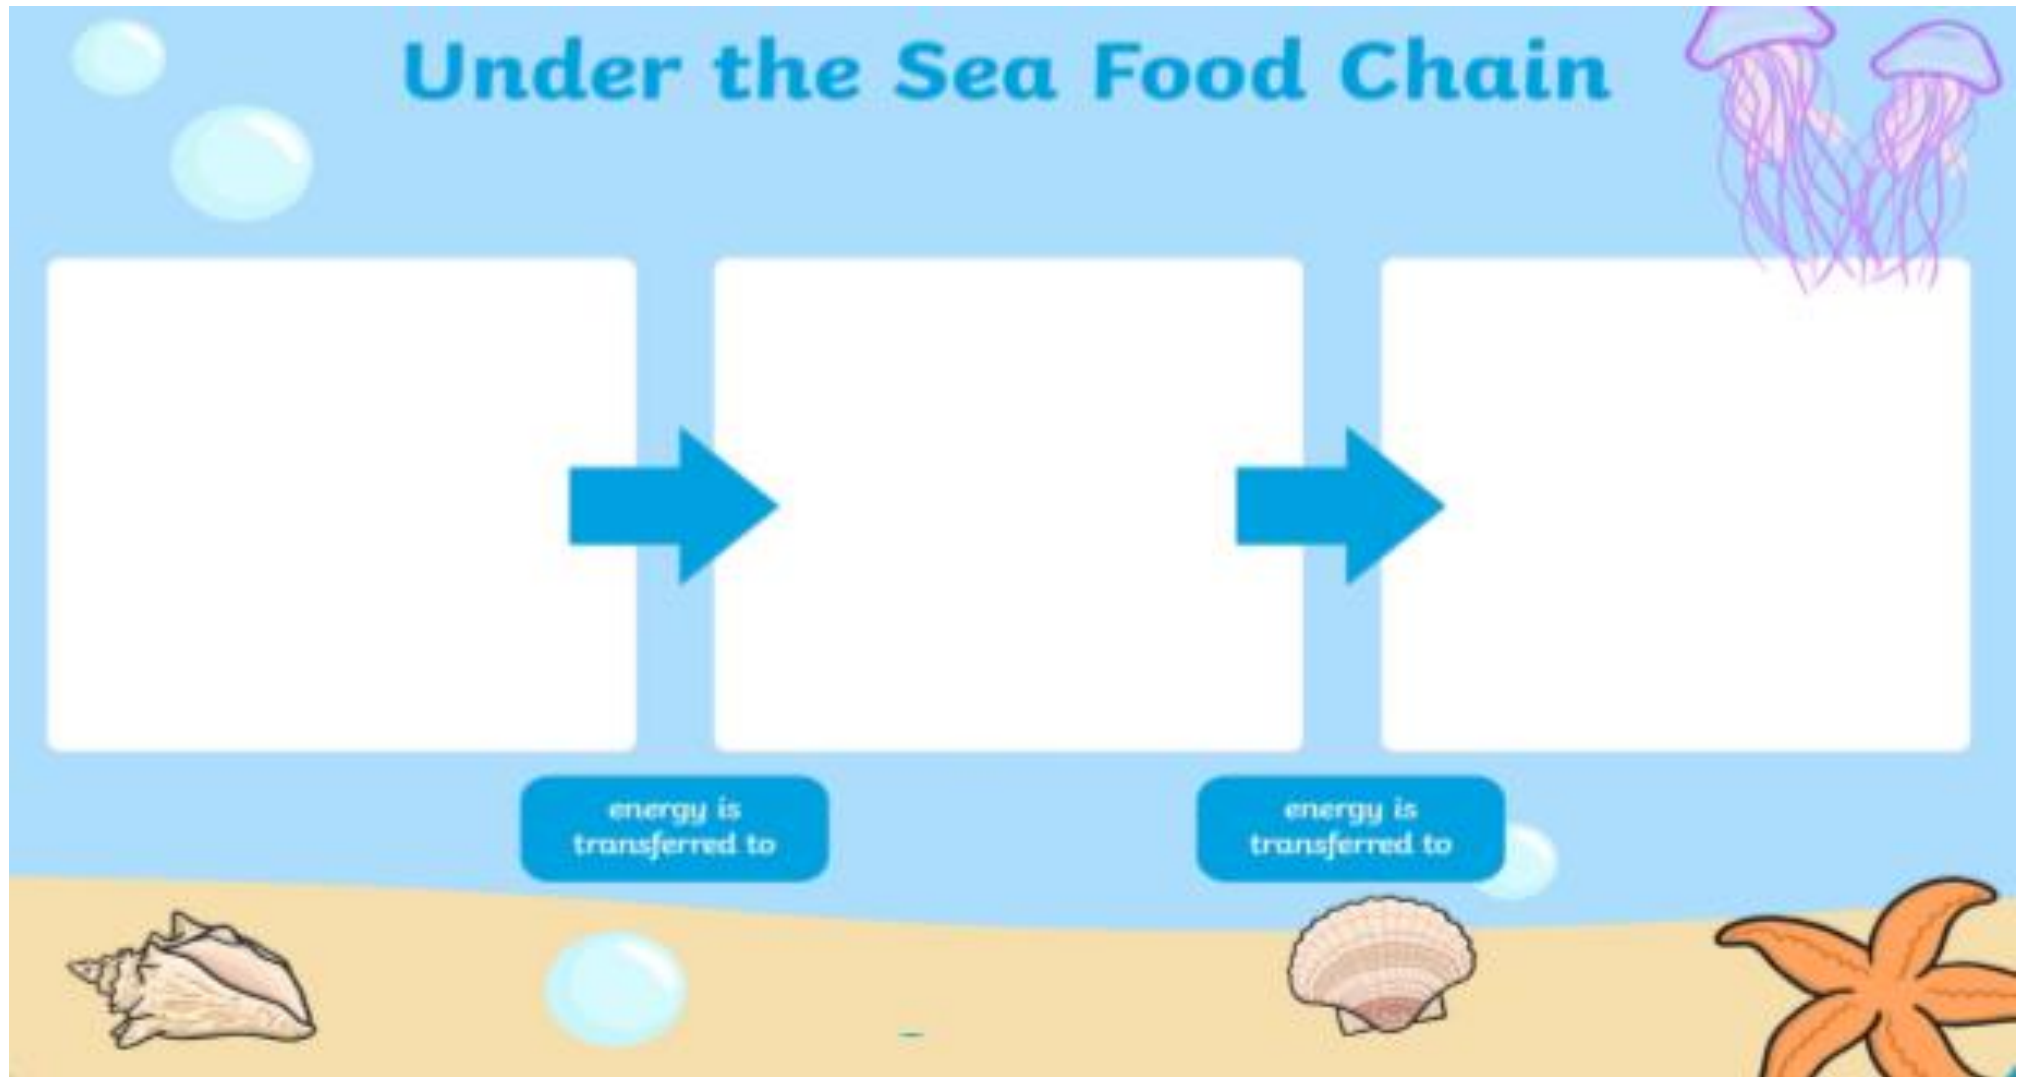 Under the Sea Food Chain
energy is
transferred to
energy is
transferred to